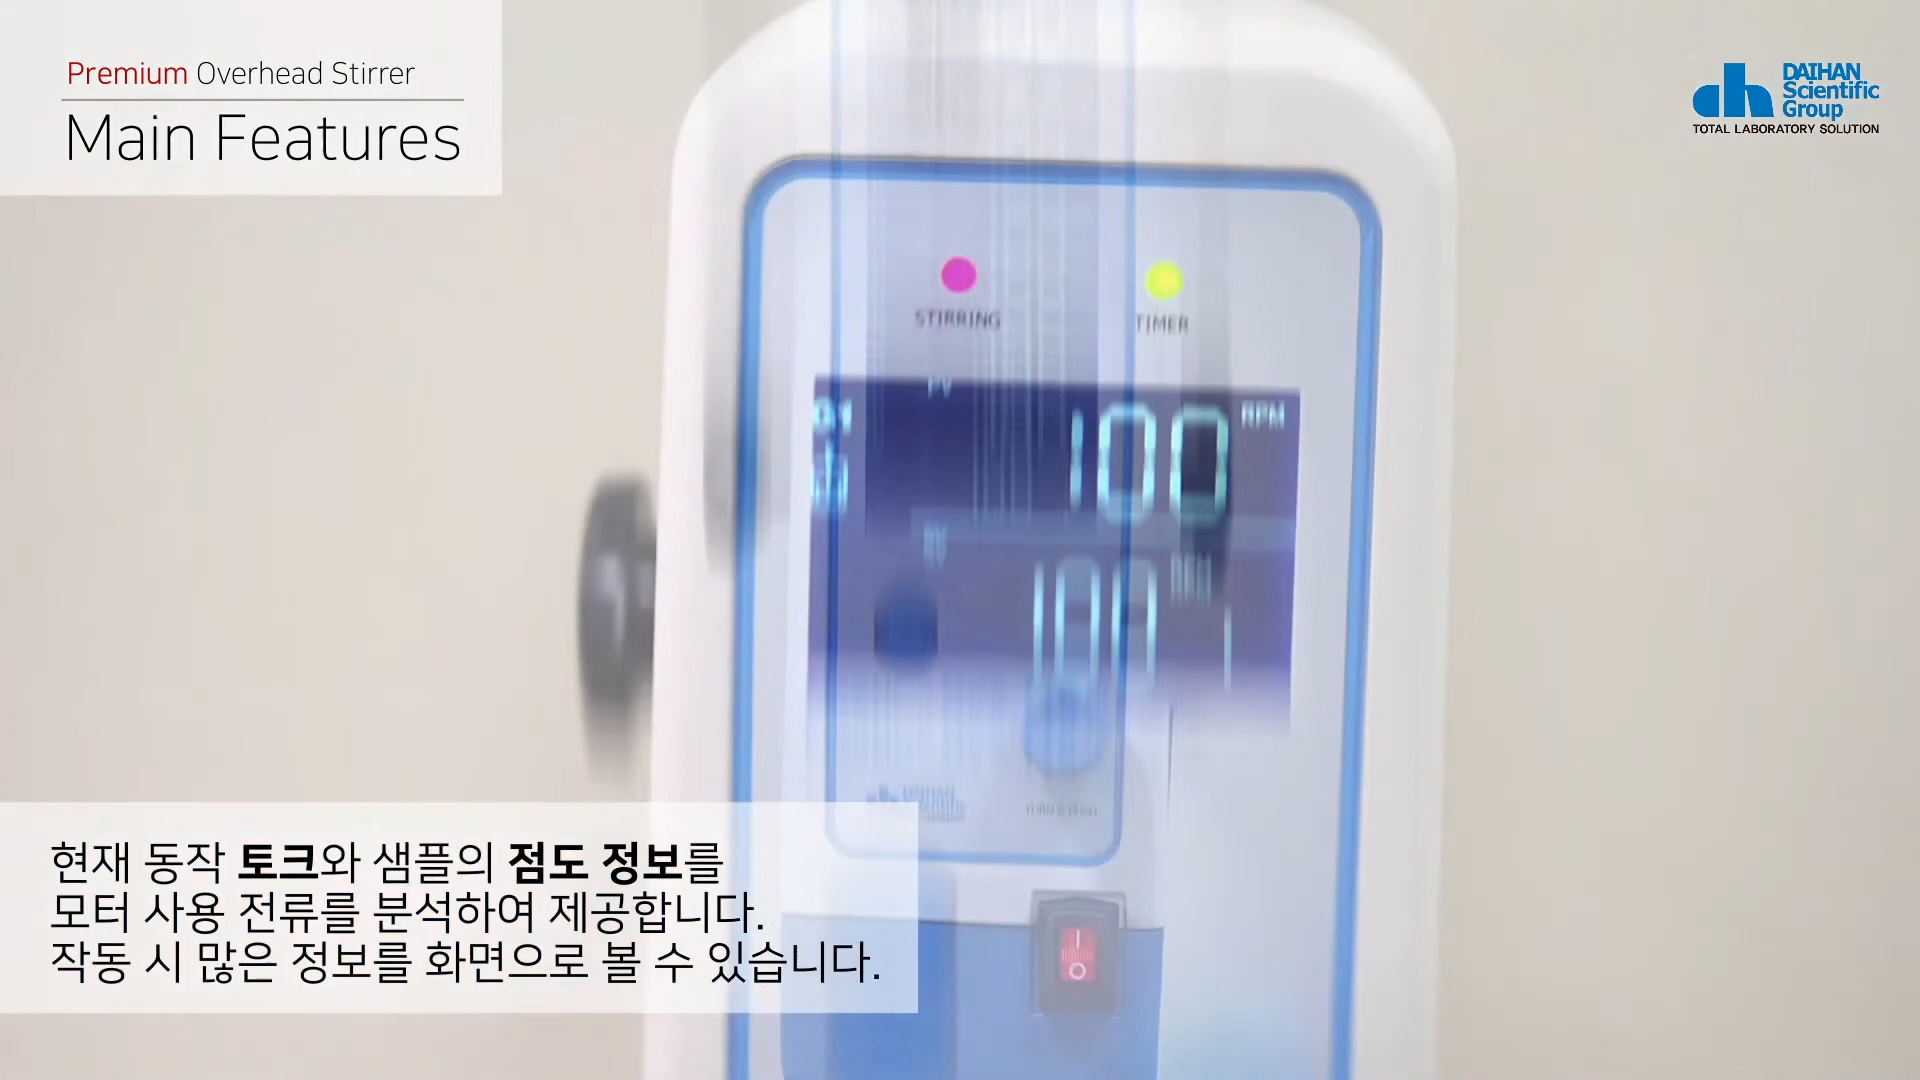 Premium Overhead Stirrer
Main Features
DAIHAN
Scientific
Group
TOTAL LABORATORY SOLUTION
STIRRING
TIMER
PV
100 RPM
현재 동작 토크와 샘플의 점도 정보를
모터 사용 전류를 분석하여 제공합니다.
작동 시 많은 정보를 화면으로 볼 수 있습니다.